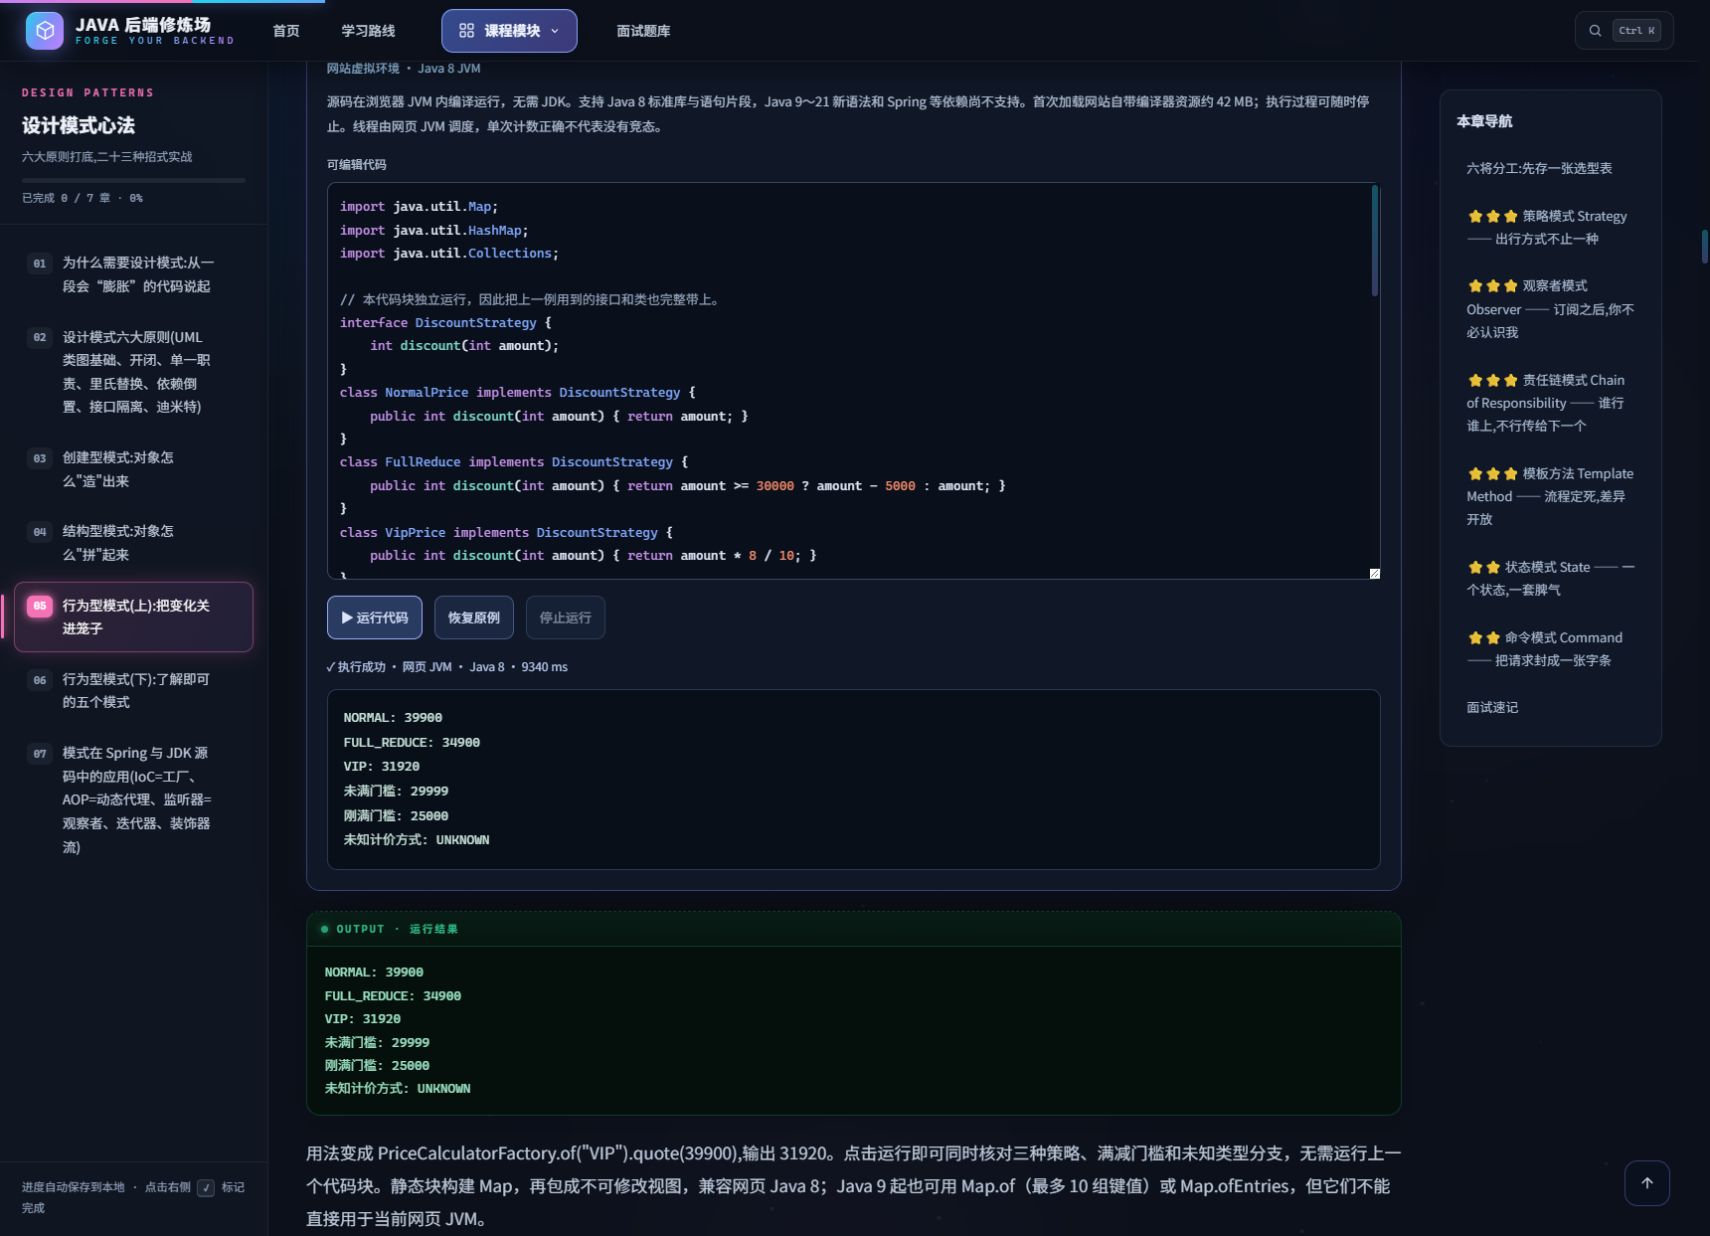 JAVA 后端修炼场
FORGE YOUR BACKEND
首页
学习路线
课程模块
面试题库
Ctrl K
DESIGN PATTERNS
设计模式心法
六大原则打底,二十三种招式实战
已完成 0 / 7 章 · 0%
01 为什么需要设计模式:从一
段会“膨胀”的代码说起
02 设计模式六大原则(UML
类图基础、开闭、单一职
责、里氏替换、依赖倒
置、接口隔离、迪米特)
03 创建型模式:对象怎
么"造"出来
04 结构型模式:对象怎
么"拼"起来
05 行为型模式(上):把变化关
进笼子
06 行为型模式(下):了解即可
的五个模式
07 模式在 Spring 与 JDK 源
码中的应用(IoC=工厂、
AOP=动态代理、监听器=
观察者、迭代器、装饰器
流)
进度自动保存到本地 · 点击右侧 ✓ 标记
完成
网站虚拟环境 · Java 8 JVM
源码在浏览器 JVM 内编译运行，无需 JDK。支持 Java 8 标准库与语句片段，Java 9～21 新语法和 Spring 等依赖尚不支持。首次加载网站自带编译器资源约 42 MB；执行过程可随时停
止。线程由网页 JVM 调度，单次计数正确不代表没有竞态。
可编辑代码
import java.util.Map;
import java.util.HashMap;
import java.util.Collections;
// 本代码块独立运行，因此把上一例用到的接口和类也完整带上。
interface DiscountStrategy {
    int discount(int amount);
}
class NormalPrice implements DiscountStrategy {
    public int discount(int amount) { return amount; }
}
class FullReduce implements DiscountStrategy {
    public int discount(int amount) { return amount >= 30000 ? amount - 5000 : amount; }
}
class VipPrice implements DiscountStrategy {
    public int discount(int amount) { return amount * 8 / 10; }
}
▶ 运行代码
恢复原例
停止运行
✓ 执行成功 · 网页 JVM · Java 8 · 9340 ms
NORMAL: 39900
FULL_REDUCE: 34900
VIP: 31920
未满门槛: 29999
刚满门槛: 25000
未知计价方式: UNKNOWN
OUTPUT · 运行结果
NORMAL: 39900
FULL_REDUCE: 34900
VIP: 31920
未满门槛: 29999
刚满门槛: 25000
未知计价方式: UNKNOWN
用法变成 PriceCalculatorFactory.of("VIP").quote(39900),输出 31920。点击运行即可同时核对三种策略、满减门槛和未知类型分支，无需运行上一
个代码块。静态块构建 Map，再包成不可修改视图，兼容网页 Java 8；Java 9 起也可用 Map.of（最多 10 组键值）或 Map.ofEntries，但它们不能
直接用于当前网页 JVM。
本章导航
六将分工:先存一张选型表
⭐⭐⭐ 策略模式 Strategy
—— 出行方式不止一种
⭐⭐⭐ 观察者模式
Observer —— 订阅之后,你不
必认识我
⭐⭐⭐ 责任链模式 Chain
of Responsibility —— 谁行
谁上,不行传给下一个
⭐⭐⭐ 模板方法 Template
Method —— 流程定死,差异
开放
⭐⭐ 状态模式 State —— 一
个状态,一套脾气
⭐⭐ 命令模式 Command
—— 把请求封成一张字条
面试速记